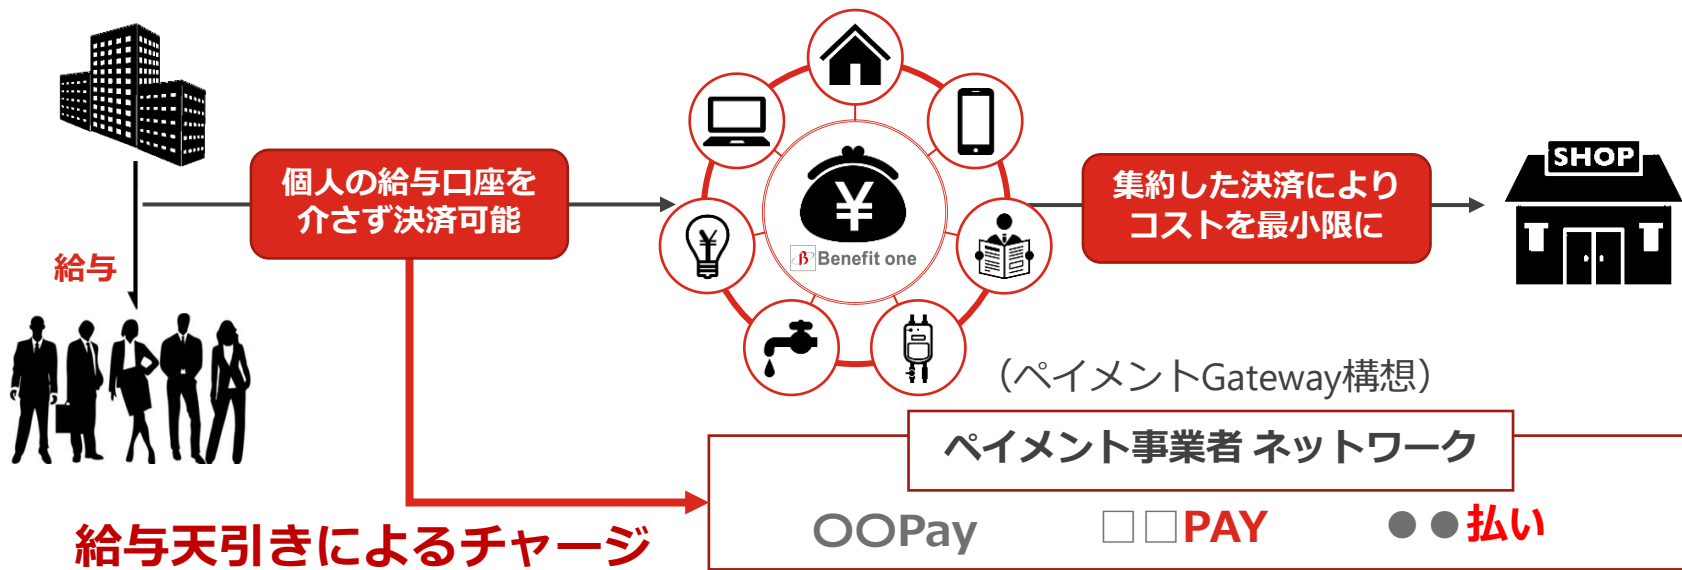 個人の給与口座を
介さず決済可能
給与
¥
¥
Benefit one
集約した決済により
コストを最小限に
SHOP
（ペイメントGateway構想）
ペイメント事業者 ネットワーク
〇〇Pay
□□PAY
●●払い
給与天引きによるチャージ